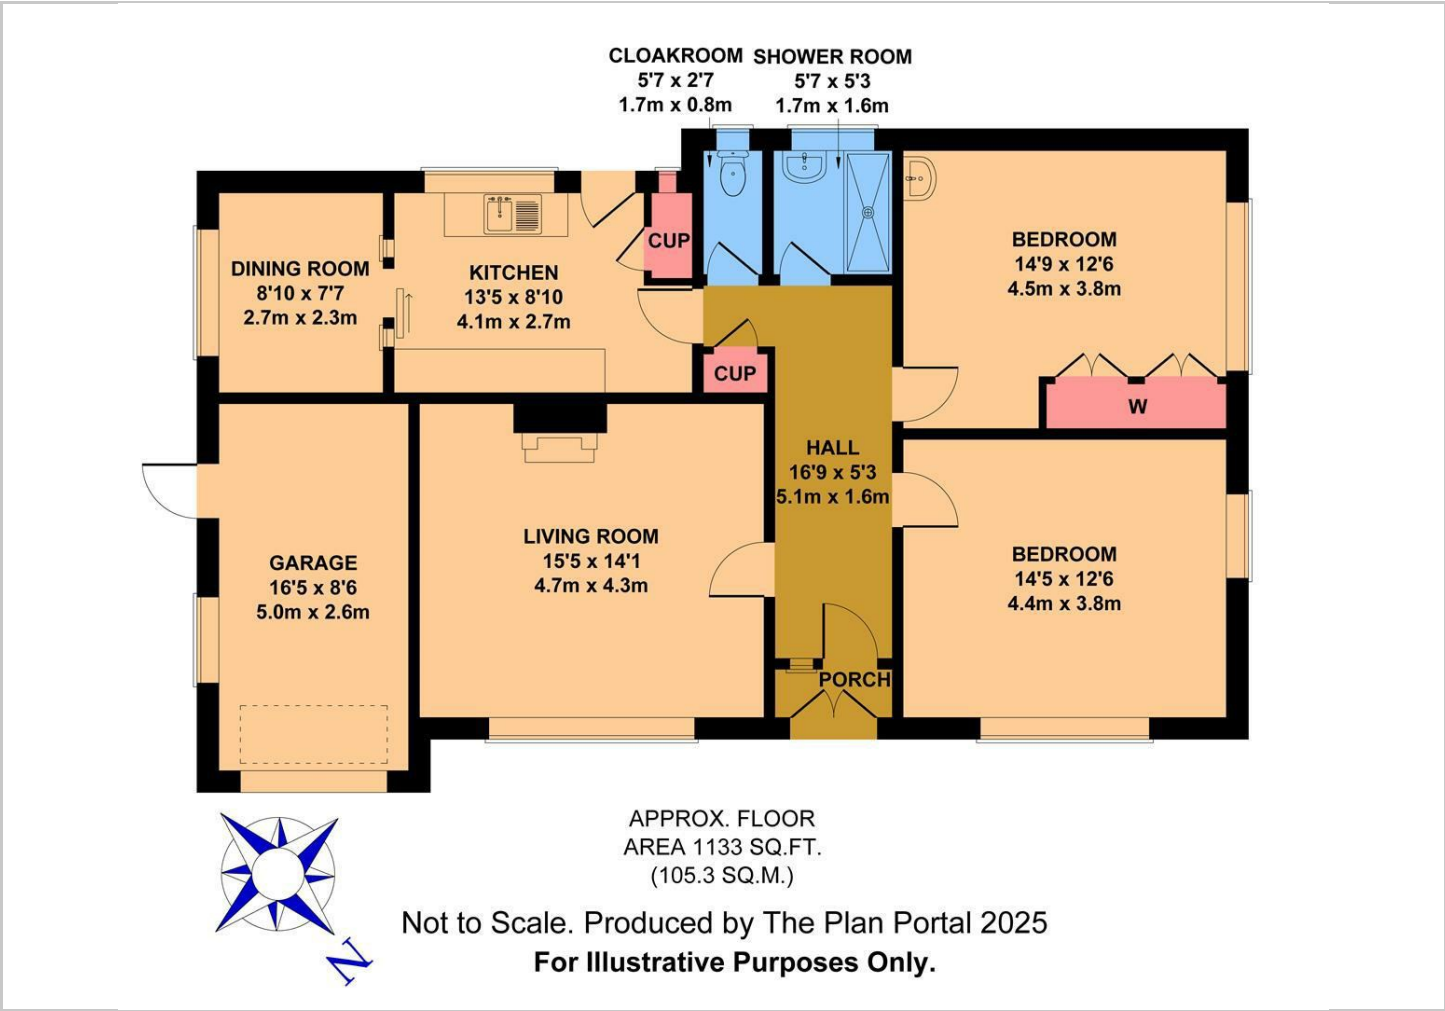 CLOAKROOM
5'7 x 2'7
1.7m x 0.8m
SHOWER ROOM
5'7 x 5'3
1.7m x 1.6m
DINING ROOM
8'10 x 7'7
2.7m x 2.3m
KITCHEN
13'5 x 8'10
4.1m x 2.7m
CUP
BEDROOM
14'9 x 12'6
4.5m x 3.8m
CUP
W
HALL
16'9 x 5'3
5.1m x 1.6m
GARAGE
16'5 x 8'6
5.0m x 2.6m
LIVING ROOM
15'5 x 14'1
4.7m x 4.3m
BEDROOM
14'5 x 12'6
4.4m x 3.8m
PORCH
N
APPROX. FLOOR
AREA 1133 SQ.FT.
(105.3 SQ.M.)
Not to Scale. Produced by The Plan Portal 2025
For Illustrative Purposes Only.